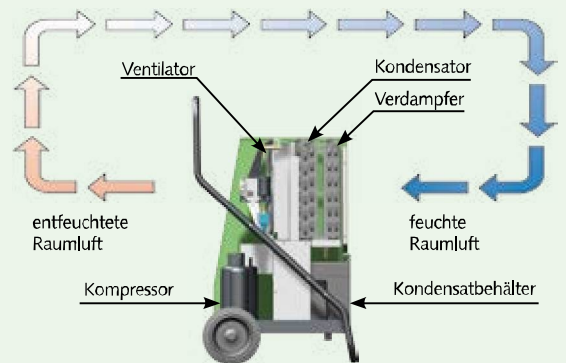 Ventilator
Kondensator
Verdampfer
entfeuchtete
Raumluft
feuchte
Raumluft
Kompressor
Kondensatbehälter